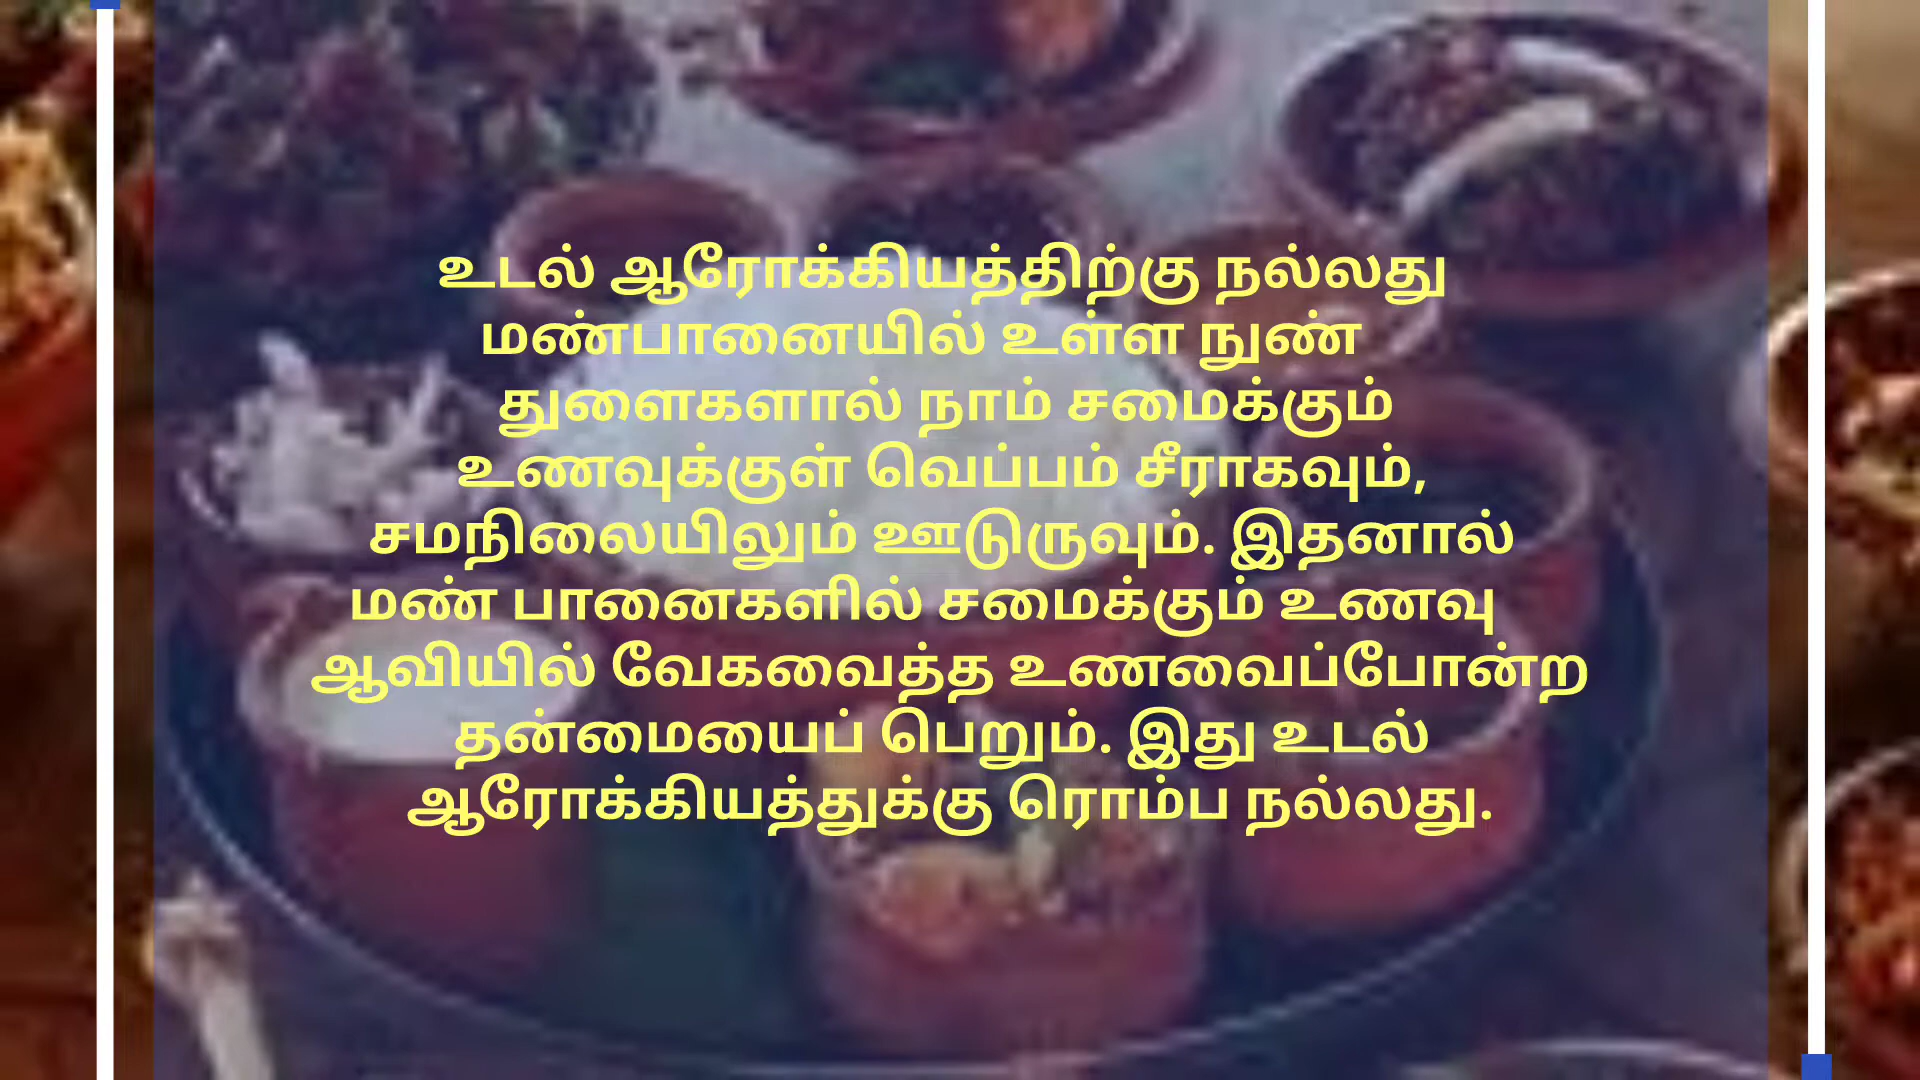 உடல் ஆரோக்கியத்திற்கு நல்லது
மண்பானையில் உள்ள நுண்
துளைகளால் நாம் சமைக்கும்
உணவுக்குள் வெப்பம் சீராகவும்,
சமநிலையிலும் ஊடுருவும். இதனால்
மண் பானைகளில் சமைக்கும் உணவு
ஆவியில் வேகவைத்த உணவைப்போன்ற
தன்மையைப் பெறும். இது உடல்
ஆரோக்கியத்துக்கு ரொம்ப நல்லது.